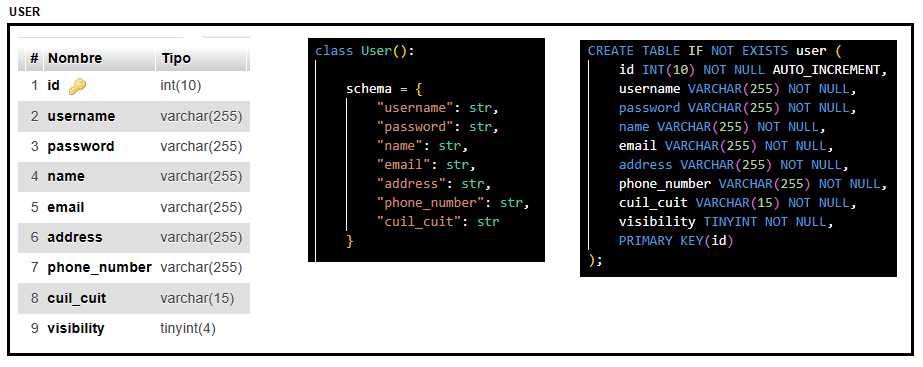 USER
# Nombre Tipo
1 id int(10)
2 username varchar(255)
3 password varchar(255)
4 name varchar(255)
5 email varchar(255)
6 address varchar(255)
7 phone_number varchar(255)
8 cuil_cuit varchar(15)
9 visibility tinyint(4)
class User():
schema = {
"username": str,
"password": str,
"name": str,
"email": str,
"address": str,
"phone_number": str,
"cuil_cuit": str
}
CREATE TABLE IF NOT EXISTS user (
id INT(10) NOT NULL AUTO_INCREMENT,
username VARCHAR(255) NOT NULL,
password VARCHAR(255) NOT NULL,
name VARCHAR(255) NOT NULL,
email VARCHAR(255) NOT NULL,
address VARCHAR(255) NOT NULL,
phone_number VARCHAR(255) NOT NULL,
cuil_cuit VARCHAR(15) NOT NULL,
visibility TINYINT NOT NULL,
PRIMARY KEY(id)
);